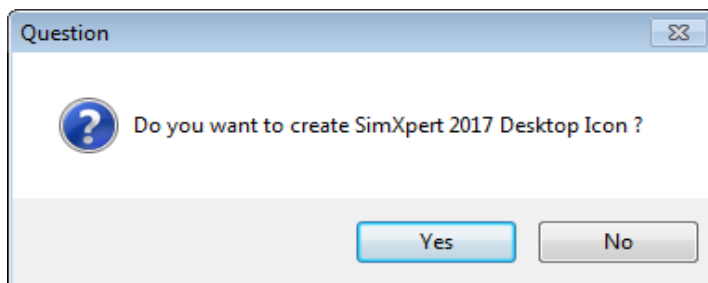 Question
Do you want to create SimXpert 2017 Desktop Icon ?
Yes
No